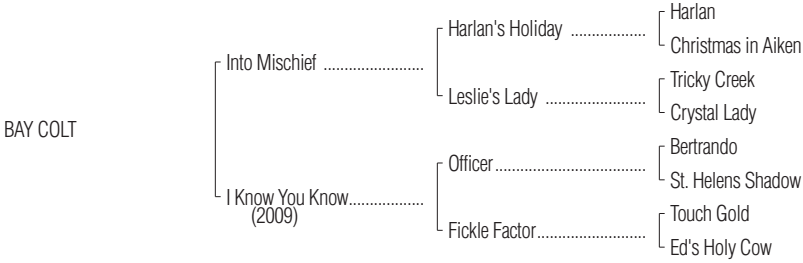 Harlan
Harlan's Holiday ..................
Christmas in Aiken
Into Mischief ........................
Tricky Creek
Leslie's Lady ........................
Crystal Lady
BAY COLT
Bertrando
Officer....................................
St. Helens Shadow
I Know You Know..................
(2009)
Touch Gold
Fickle Factor..........................
Ed's Holy Cow